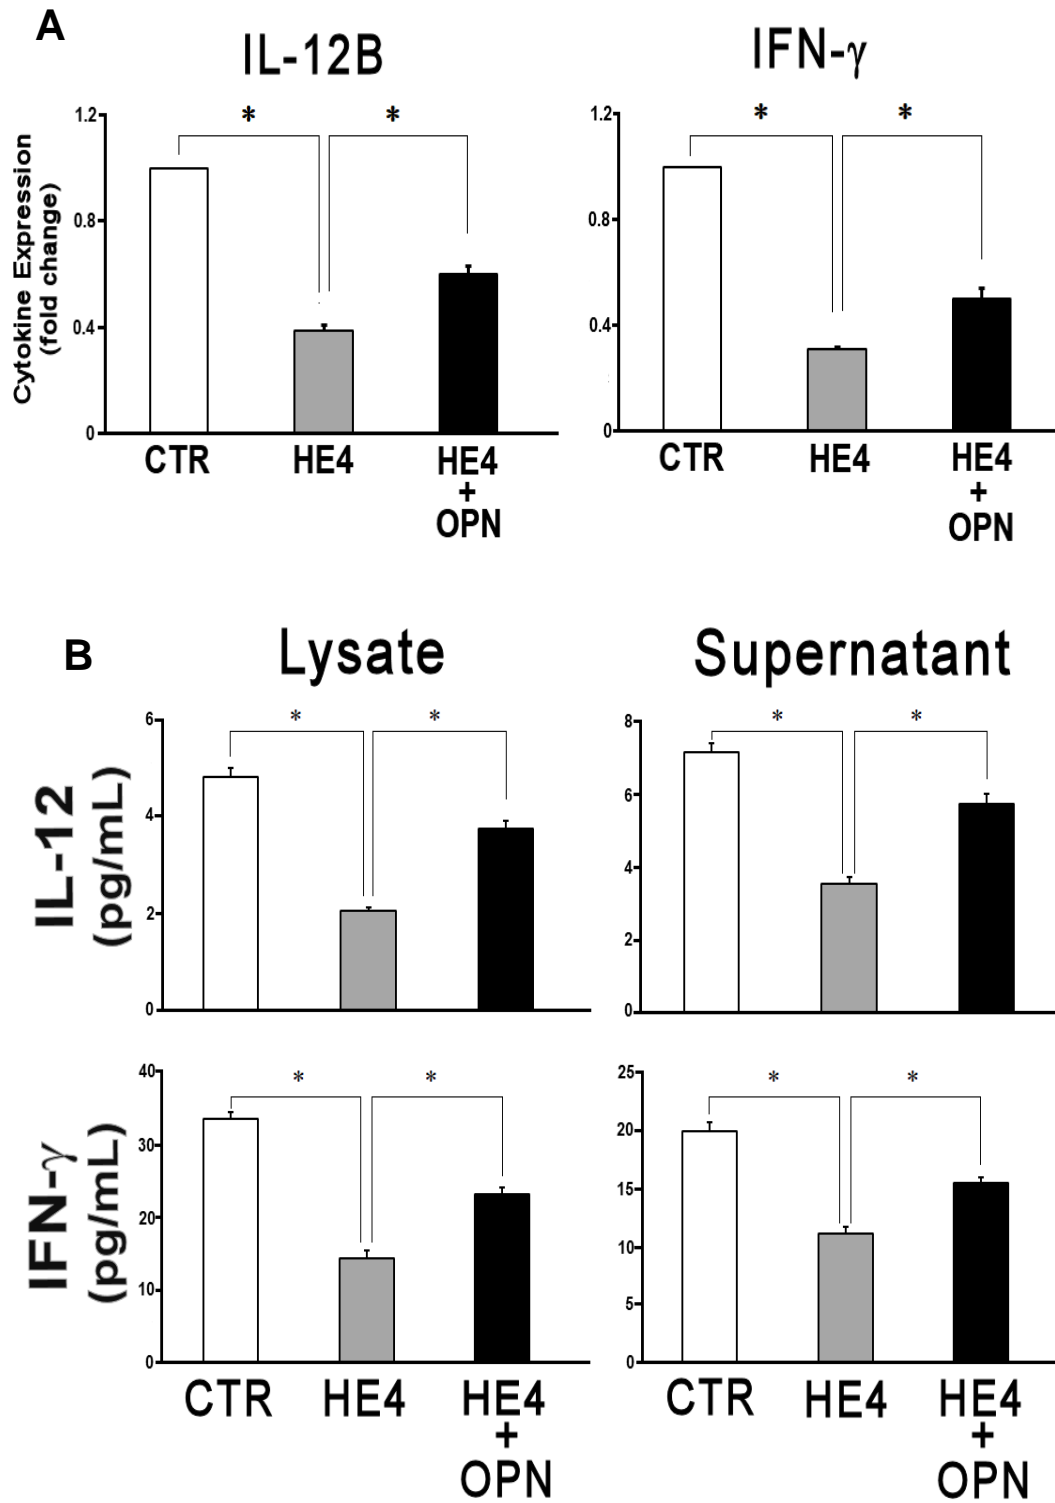 A
IL-12B
IFN-γ
Cytokine Expression
(fold change)
1.2
0.8
0.4
0
* *
CTR HE4 HE4
+
OPN
1.2
0.8
0.4
0
* *
CTR HE4 HE4
+
OPN
B
Lysate
Supernatant
IL-12
(pg/mL)
6
4
2
0
* *
8
6
4
2
0
* *
IFN-γ
(pg/mL)
40
30
20
10
0
* *
CTR HE4 HE4
+
OPN
25
20
15
10
5
0
* *
CTR HE4 HE4
+
OPN